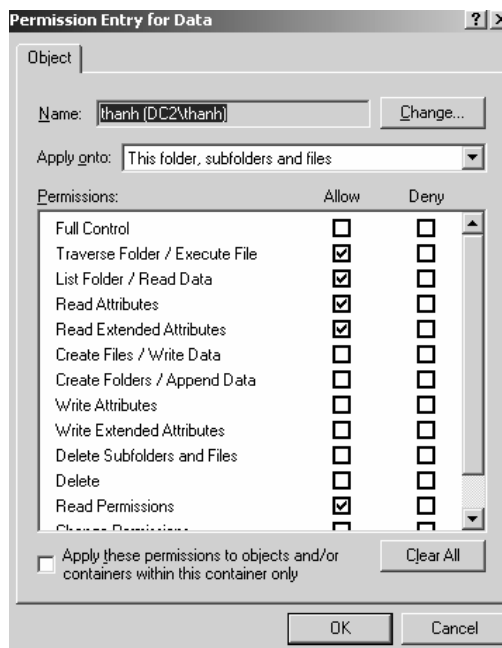 Permission Entry for Data
Object
Name: thanh (DC2\thanh) Change...
Apply onto: This folder, subfolders and files
Permissions: Allow Deny
Full Control
Traverse Folder / Execute File
List Folder / Read Data
Read Attributes
Read Extended Attributes
Create Files / Write Data
Create Folders / Append Data
Write Attributes
Write Extended Attributes
Delete Subfolders and Files
Delete
Read Permissions
Change Permissions
Apply these permissions to objects and/or
containers within this container only
Clear All
OK Cancel